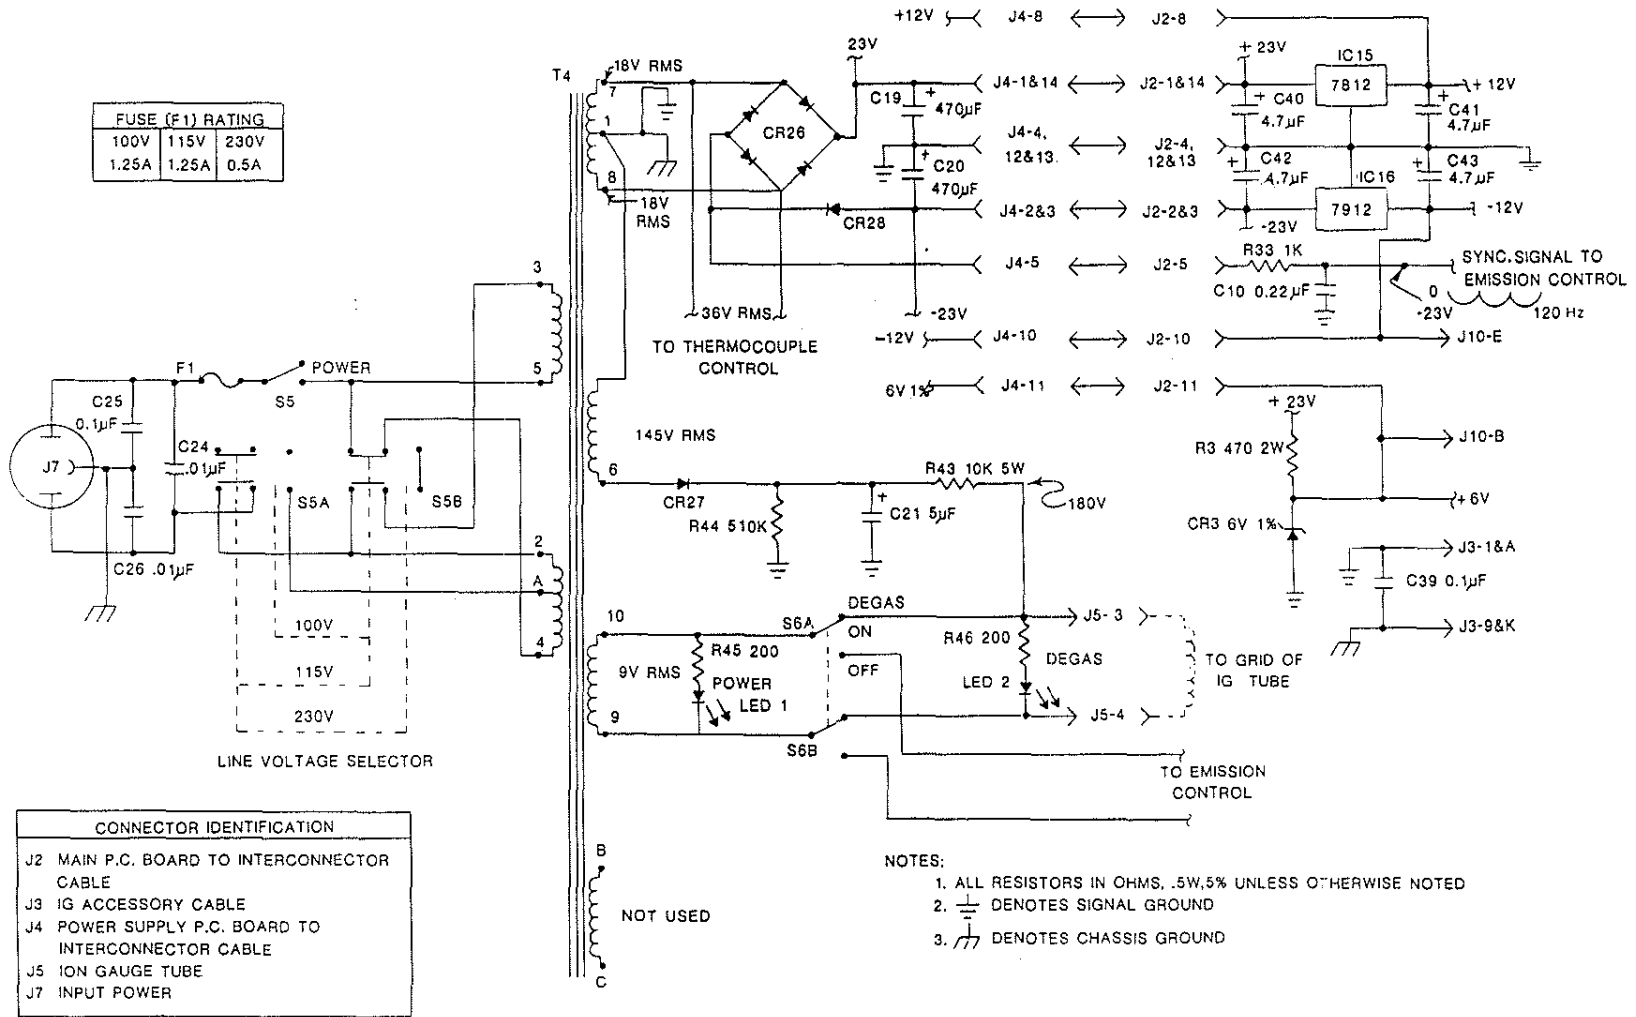 FUSE (F1) RATING
100V 115V 230V
1.25A 1.25A 0.5A
T4
18V RMS
7
1
8
18V RMS
CR26
23V
C19
470µF
C20
470µF
CR28
+12V J4-8 J2-8
J4-1&14 J2-1&14
J4-4, 12&13. J2-4, 12&13
J4-2&3 J2-2&3
J4-5 J2-5
+ 23V
IC15
7812
+ 12V
C40
4.7µF
C41
4.7µF
C42
4.7µF
C43
4.7µF
IC16
7912
-12V
-23V
R33 1K
C10 0.22µF
SYNC.SIGNAL TO
EMISSION CONTROL
0
-23V
120 Hz
36V RMS
-23V
TO THERMOCOUPLE
CONTROL
-12V J4-10 J2-10
J10-E
6V 1% J4-11 J2-11
+ 23V
R3 470 2W
J10-B
+ 6V
CR3 6V 1%
J3-1&A
C39 0.1µF
J3-9&K
3
5
F1
POWER
S5
C25
0.1µF
J7
C24
.01µF
S5A
S5B
C26 .01µF
2
A
4
100V
115V
230V
LINE VOLTAGE SELECTOR
145V RMS
6
CR27
R44 510K
C21 5µF
R43 10K 5W
180V
10
9V RMS
9
R45 200
POWER
LED 1
S6A
DEGAS
ON
OFF
S6B
R46 200
DEGAS
LED 2
J5-3
J5-4
TO GRID OF
IG TUBE
TO EMISSION
CONTROL
B
NOT USED
C
CONNECTOR IDENTIFICATION
J2 MAIN P.C. BOARD TO INTERCONNECTOR
CABLE
J3 IG ACCESSORY CABLE
J4 POWER SUPPLY P.C. BOARD TO
INTERCONNECTOR CABLE
J5 ION GAUGE TUBE
J7 INPUT POWER
NOTES:
1. ALL RESISTORS IN OHMS, .5W,5% UNLESS OTHERWISE NOTED
2. DENOTES SIGNAL GROUND
3. DENOTES CHASSIS GROUND